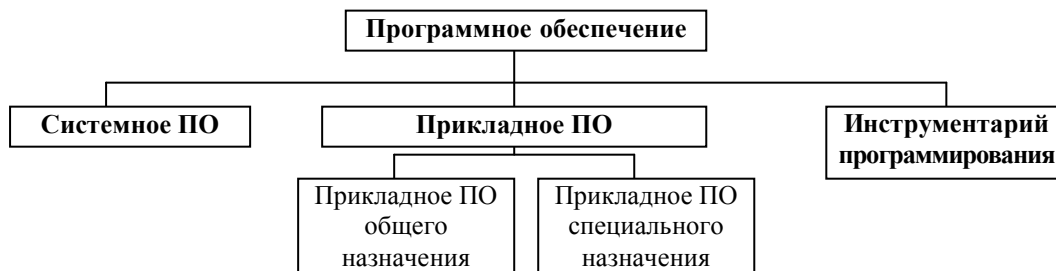 Программное обеспечение
Системное ПО
Прикладное ПО
Инструментарий
программирования
Прикладное ПО
общего
назначения
Прикладное ПО
специального
назначения